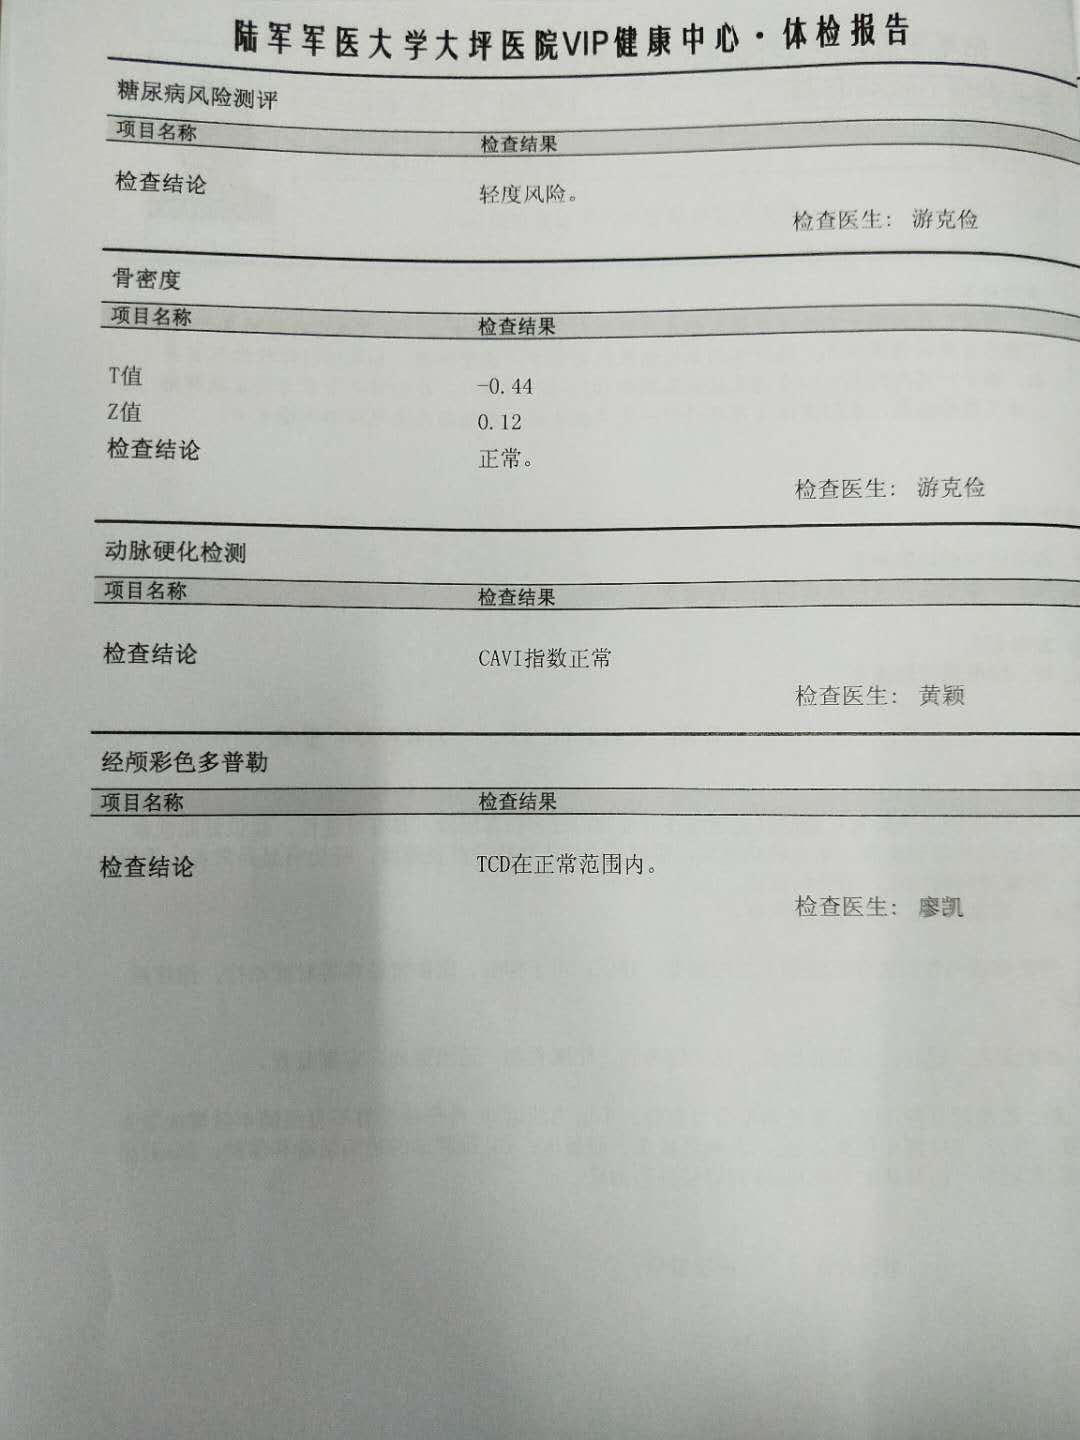 陆军军医大学大坪医院VIP健康中心·体检报告
糖尿病风险测评
项目名称 检查结果
检查结论 轻度风险。
检查医生： 游克俭
骨密度
项目名称 检查结果
T值 -0.44
Z值 0.12
检查结论 正常。
检查医生： 游克俭
动脉硬化检测
项目名称 检查结果
检查结论 CAVI指数正常
检查医生： 黄颖
经颅彩色多普勒
项目名称 检查结果
检查结论 TCD在正常范围内。
检查医生： 廖凯